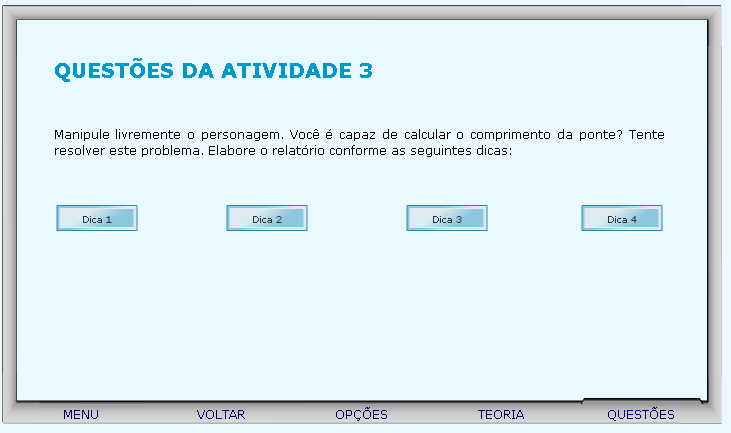 QUESTÕES DA ATIVIDADE 3
Manipule livremente o personagem. Você é capaz de calcular o comprimento da ponte? Tente
resolver este problema. Elabore o relatório conforme as seguintes dicas:
Dica 1 Dica 2 Dica 3 Dica 4
MENU VOLTAR OPÇÕES TEORIA QUESTÕES